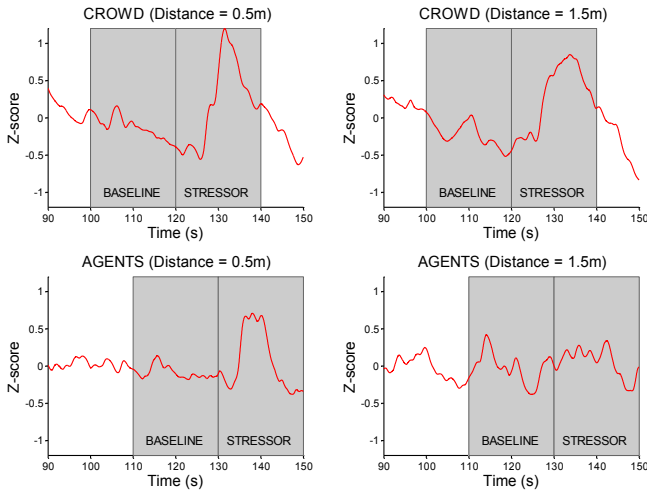 CROWD (Distance = 0.5m)
1
0.5
0
-0.5
-1
Z-score
BASELINE STRESSOR
90 100 110 120 130 140 150
Time (s)
CROWD (Distance = 1.5m)
1
0.5
0
-0.5
-1
Z-score
BASELINE STRESSOR
90 100 110 120 130 140 150
Time (s)
AGENTS (Distance = 0.5m)
1
0.5
0
-0.5
-1
Z-score
BASELINE STRESSOR
90 100 110 120 130 140 150
Time (s)
AGENTS (Distance = 1.5m)
1
0.5
0
-0.5
-1
Z-score
BASELINE STRESSOR
90 100 110 120 130 140 150
Time (s)